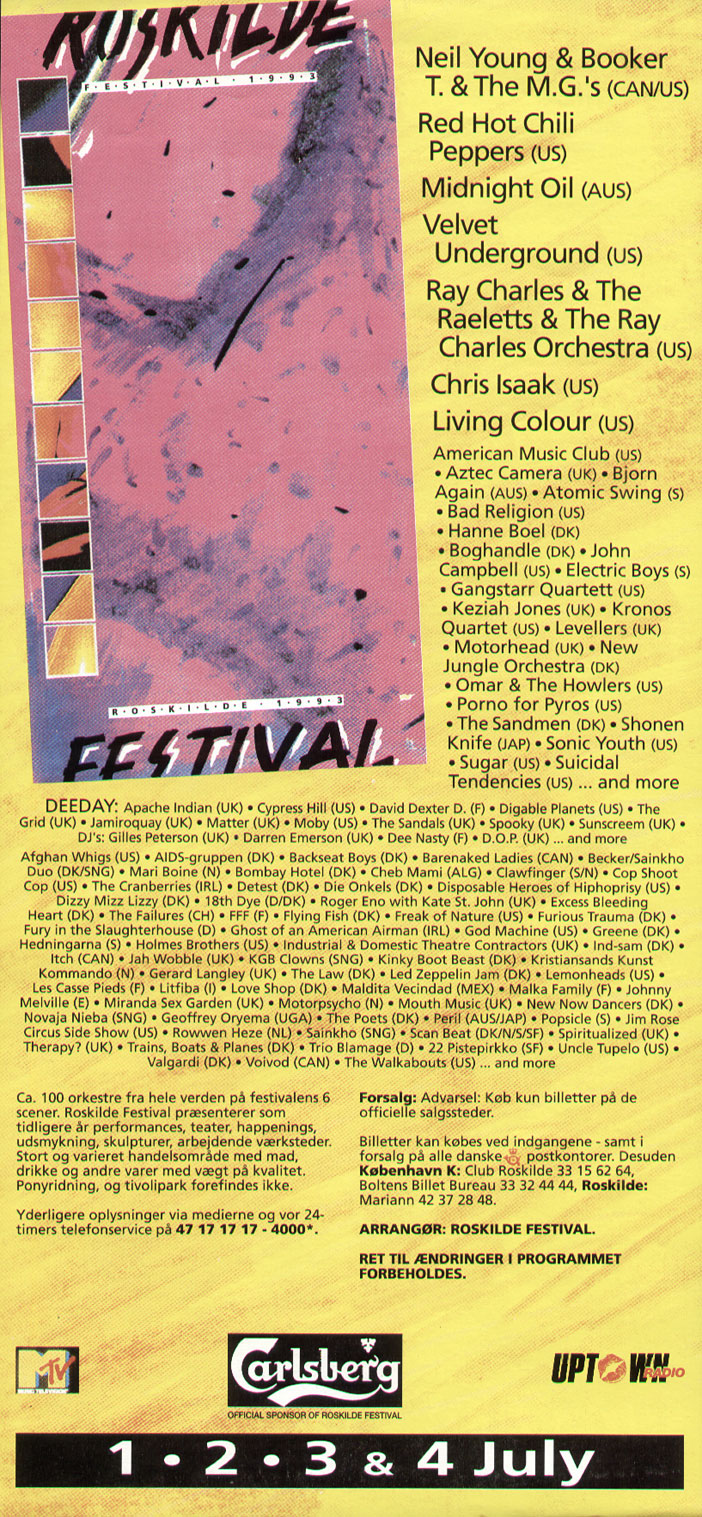 ROSKILDE
F·E·S·T·I·V·A·L · 1·9·9·3
R·O·S·K·I·L·D·E · 1·9·9·3
FESTIVAL
Neil Young & Booker
T. & The M.G.'s (CAN/US)
Red Hot Chili
Peppers (US)
Midnight Oil (AUS)
Velvet
Underground (US)
Ray Charles & The
Raeletts & The Ray
Charles Orchestra (US)
Chris Isaak (US)
Living Colour (US)
American Music Club (US)
• Aztec Camera (UK) • Bjorn
Again (AUS) • Atomic Swing (S)
• Bad Religion (US)
• Hanne Boel (DK)
• Boghandle (DK) • John
Campbell (US) • Electric Boys (S)
• Gangstarr Quartett (US)
• Keziah Jones (UK) • Kronos
Quartet (US) • Levellers (UK)
• Motorhead (UK) • New
Jungle Orchestra (DK)
• Omar & The Howlers (US)
• Porno for Pyros (US)
• The Sandmen (DK) • Shonen
Knife (JAP) • Sonic Youth (US)
• Sugar (US) • Suicidal
Tendencies (US) ... and more
DEEDAY: Apache Indian (UK) • Cypress Hill (US) • David Dexter D. (F) • Digable Planets (US) • The
Grid (UK) • Jamiroquay (UK) • Matter (UK) • Moby (US) • The Sandals (UK) • Spooky (UK) • Sunscreem (UK) •
DJ's: Gilles Peterson (UK) • Darren Emerson (UK) • Dee Nasty (F) • D.O.P. (UK) ... and more
Afghan Whigs (US) • AIDS-gruppen (DK) • Backseat Boys (DK) • Barenaked Ladies (CAN) • Becker/Sainkho
Duo (DK/SNG) • Mari Boine (N) • Bombay Hotel (DK) • Cheb Mami (ALG) • Clawfinger (S/N) • Cop Shoot
Cop (US) • The Cranberries (IRL) • Detest (DK) • Die Onkels (DK) • Disposable Heroes of Hiphoprisy (US) •
Dizzy Mizz Lizzy (DK) • 18th Dye (D/DK) • Roger Eno with Kate St. John (UK) • Excess Bleeding
Heart (DK) • The Failures (CH) • FFF (F) • Flying Fish (DK) • Freak of Nature (US) • Furious Trauma (DK) •
Fury in the Slaughterhouse (D) • Ghost of an American Airman (IRL) • God Machine (US) • Greene (DK) •
Hedningarna (S) • Holmes Brothers (US) • Industrial & Domestic Theatre Contractors (UK) • Ind-sam (DK) •
Itch (CAN) • Jah Wobble (UK) • KGB Clowns (SNG) • Kinky Boot Beast (DK) • Kristiansands Kunst
Kommando (N) • Gerard Langley (UK) • The Law (DK) • Led Zeppelin Jam (DK) • Lemonheads (US) •
Les Casse Pieds (F) • Litfiba (I) • Love Shop (DK) • Maldita Vecindad (MEX) • Malka Family (F) • Johnny
Melville (E) • Miranda Sex Garden (UK) • Motorpsycho (N) • Mouth Music (UK) • New Now Dancers (DK) •
Novaja Nieba (SNG) • Geoffrey Oryema (UGA) • The Poets (DK) • Peril (AUS/JAP) • Popsicle (S) • Jim Rose
Circus Side Show (US) • Rowwen Heze (NL) • Sainkho (SNG) • Scan Beat (DK/N/S/SF) • Spiritualized (UK) •
Therapy? (UK) • Trains, Boats & Planes (DK) • Trio Blamage (D) • 22 Pistepirkko (SF) • Uncle Tupelo (US) •
Valgardi (DK) • Voivod (CAN) • The Walkabouts (US) ... and more
Ca. 100 orkestre fra hele verden på festivalens 6
scener. Roskilde Festival præsenterer som
tidligere år performances, teater, happenings,
udsmykning, skulpturer, arbejdende værksteder.
Stort og varieret handelsområde med mad,
drikke og andre varer med vægt på kvalitet.
Ponyridning, og tivolipark forefindes ikke.
Yderligere oplysninger via medierne og vor 24-
timers telefonservice på 47 17 17 17 - 4000*.
Forsalg: Advarsel: Køb kun billetter på de
officielle salgssteder.
Billetter kan købes ved indgangene - samt i
forsalg på alle danske postkontorer. Desuden
København K: Club Roskilde 33 15 62 64,
Boltens Billet Bureau 33 32 44 44, Roskilde:
Mariann 42 37 28 48.
ARRANGØR: ROSKILDE FESTIVAL.
RET TIL ÆNDRINGER I PROGRAMMET
FORBEHOLDES.
MTV
MUSIC TELEVISION
Carlsberg
OFFICIAL SPONSOR OF ROSKILDE FESTIVAL
UPTOWN RADIO
1 • 2 • 3 & 4 July